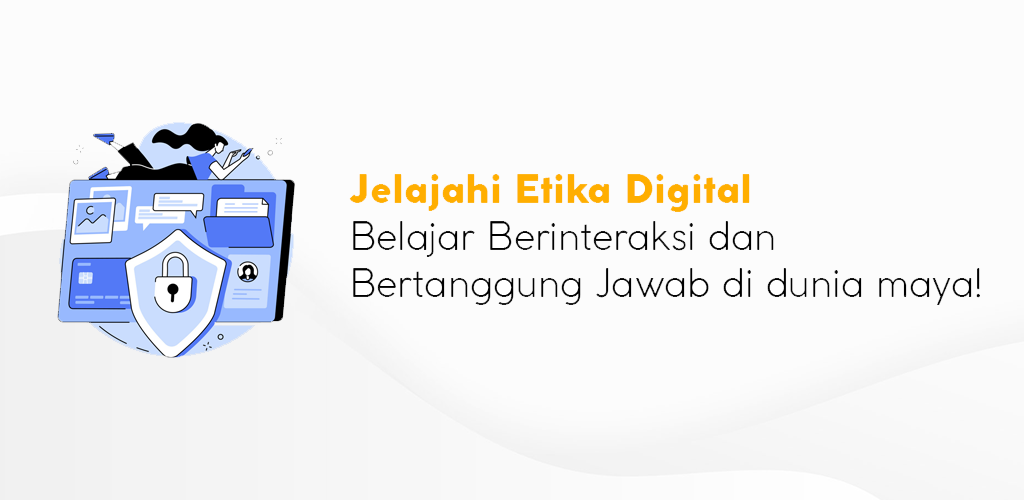 Jelajahi Etika Digital
Belajar Berinteraksi dan
Bertanggung Jawab di dunia maya!